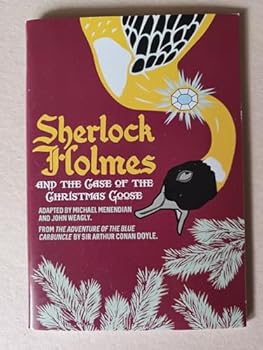 Sherlock
Holmes
AND THE CASE OF THE
CHRISTMAS GOOSE
ADAPTED BY MICHAEL MENENDIAN
AND JOHN WEAGLY.
FROM THE ADVENTURE OF THE BLUE
CARBUNCLE BY SIR ARTHUR CONAN DOYLE.